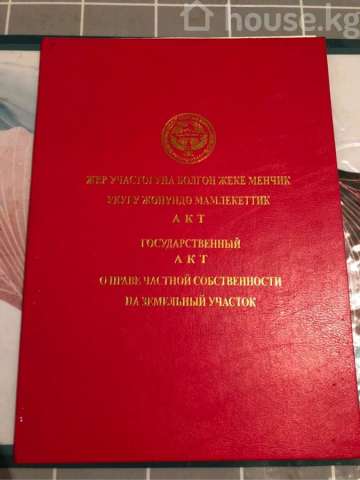 house.kg
ЖЕР УЧАСТОГУНА БОЛГОН ЖЕКЕ МЕНЧИК
УКУГУ ЖӨНҮНДӨ МАМЛЕКЕТТИК
АКТ
ГОСУДАРСТВЕННЫЙ
АКТ
О ПРАВЕ ЧАСТНОЙ СОБСТВЕННОСТИ
НА ЗЕМЕЛЬНЫЙ УЧАСТОК